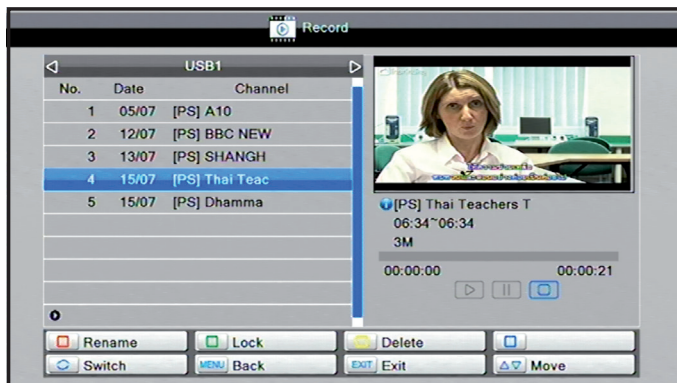 Record
USB1
No. Date Channel
1 05/07 [PS] A10
2 12/07 [PS] BBC NEW
3 13/07 [PS] SHANGH
4 15/07 [PS] Thai Teac
5 15/07 [PS] Dhamma
[PS] Thai Teachers T
06:34~06:34
3M
00:00:00 00:00:21
Rename Lock Delete
Switch MENU Back EXIT Exit Move